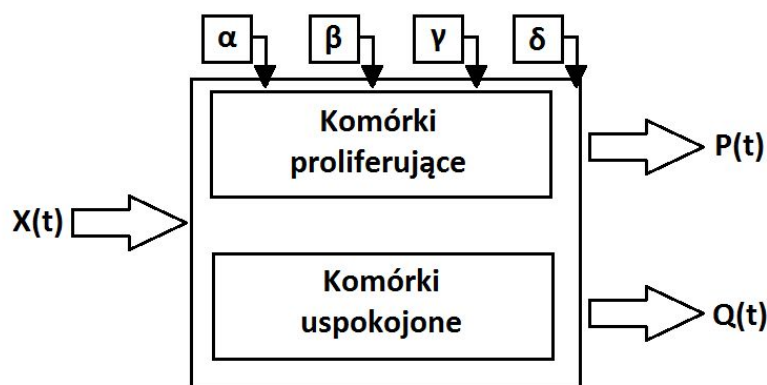 α
β
γ
δ
Komórki
proliferujące
P(t)
X(t)
Komórki
uspokojone
Q(t)